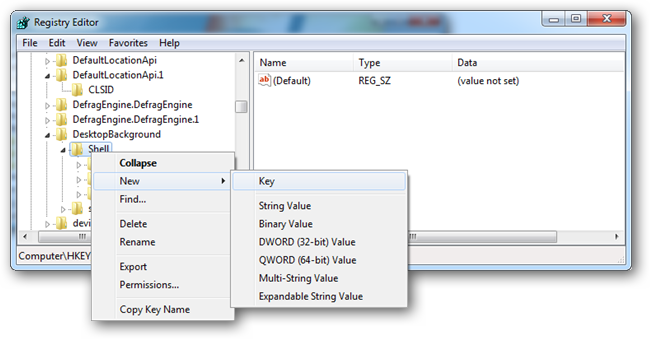 Registry Editor
File Edit View Favorites Help
DefaultLocationApi
DefaultLocationApi.1
CLSID
DefragEngine.DefragEngine
DefragEngine.DefragEngine.1
DesktopBackground
Shell
Name Type Data
ab (Default) REG_SZ (value not set)
Collapse
New
Find...
Delete
Rename
Export
Permissions...
Copy Key Name
Key
String Value
Binary Value
DWORD (32-bit) Value
QWORD (64-bit) Value
Multi-String Value
Expandable String Value
s
devi
Computer\HKEY